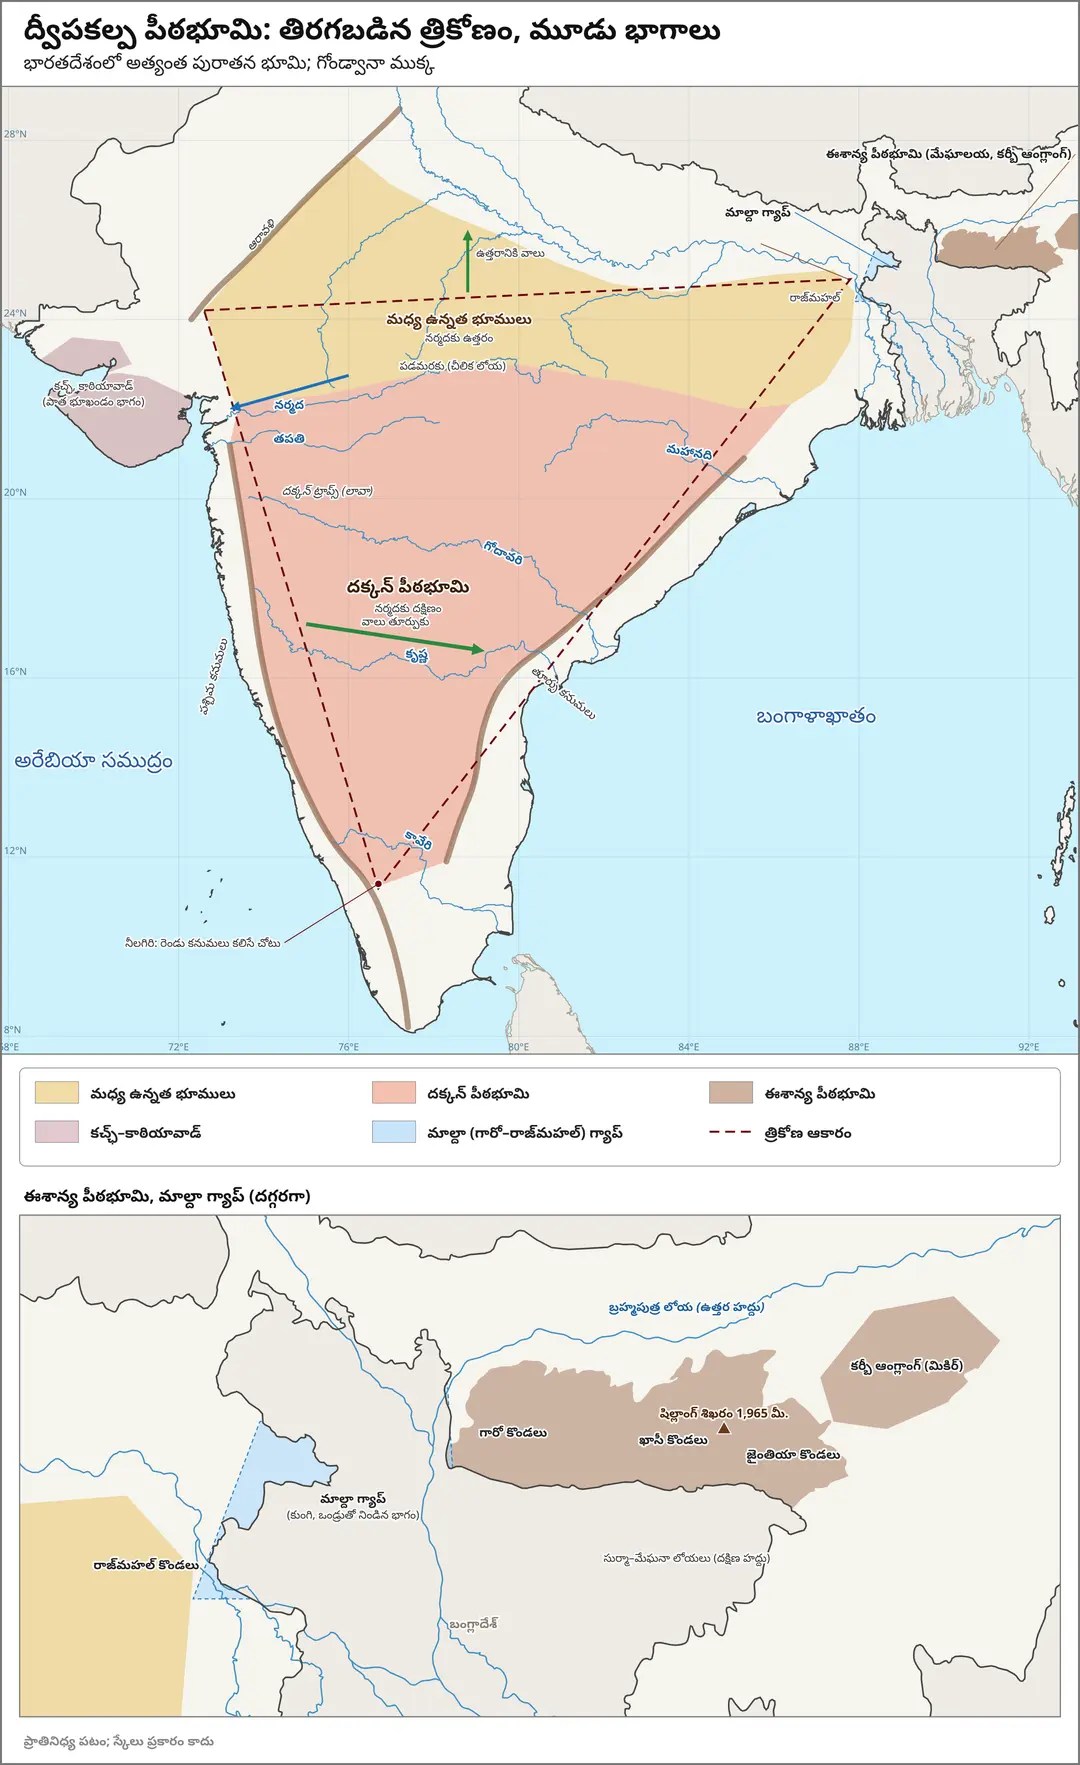 ద్వీపకల్ప పీఠభూమి: తిరగబడిన త్రికోణం, మూడు భాగాలు
భారతదేశంలో అత్యంత పురాతన భూమి; గోండ్వానా ముక్క
28°N
ఈశాన్య పీఠభూమి (మేఘాలయ, కర్బీ ఆంగ్లాంగ్)
మాల్దా గ్యాప్
ఆరావళి
ఉత్తరానికి వాలు
రాజ్‌మహల్
24°N
మధ్య ఉన్నత భూములు
నర్మదకు ఉత్తరం
పడమరకు (చీలిక లోయ)
కచ్ఛ్, కాఠియావాడ్
(పాత భూఖండం భాగం)
నర్మద
తపతి
మహానది
20°N
దక్కన్ ట్రాప్స్ (లావా)
గోదావరి
దక్కన్ పీఠభూమి
నర్మదకు దక్షిణం
వాలు తూర్పుకు
కృష్ణ
16°N
పశ్చిమ కనుమలు
తూర్పు కనుమలు
బంగాళాఖాతం
అరేబియా సముద్రం
కావేరి
12°N
నీలగిరి: రెండు కనుమలు కలిసే చోటు
8°N
68°E
72°E
76°E
80°E
84°E
88°E
92°E
మధ్య ఉన్నత భూములు
దక్కన్ పీఠభూమి
ఈశాన్య పీఠభూమి
కచ్ఛ్–కాఠియావాడ్
మాల్దా (గారో–రాజ్‌మహల్) గ్యాప్
త్రికోణ ఆకారం
ఈశాన్య పీఠభూమి, మాల్దా గ్యాప్ (దగ్గరగా)
బ్రహ్మపుత్ర లోయ (ఉత్తర హద్దు)
కర్బీ ఆంగ్లాంగ్ (మికిర్)
షిల్లాంగ్ శిఖరం 1,965 మీ.
గారో కొండలు
ఖాసీ కొండలు
జైంతియా కొండలు
మాల్దా గ్యాప్
(కుంగి, ఒండ్రుతో నిండిన భాగం)
రాజ్‌మహల్ కొండలు
సుర్మా–మేఘనా లోయలు (దక్షిణ హద్దు)
బంగ్లాదేశ్
ప్రాతినిధ్య పటం; స్కేలు ప్రకారం కాదు